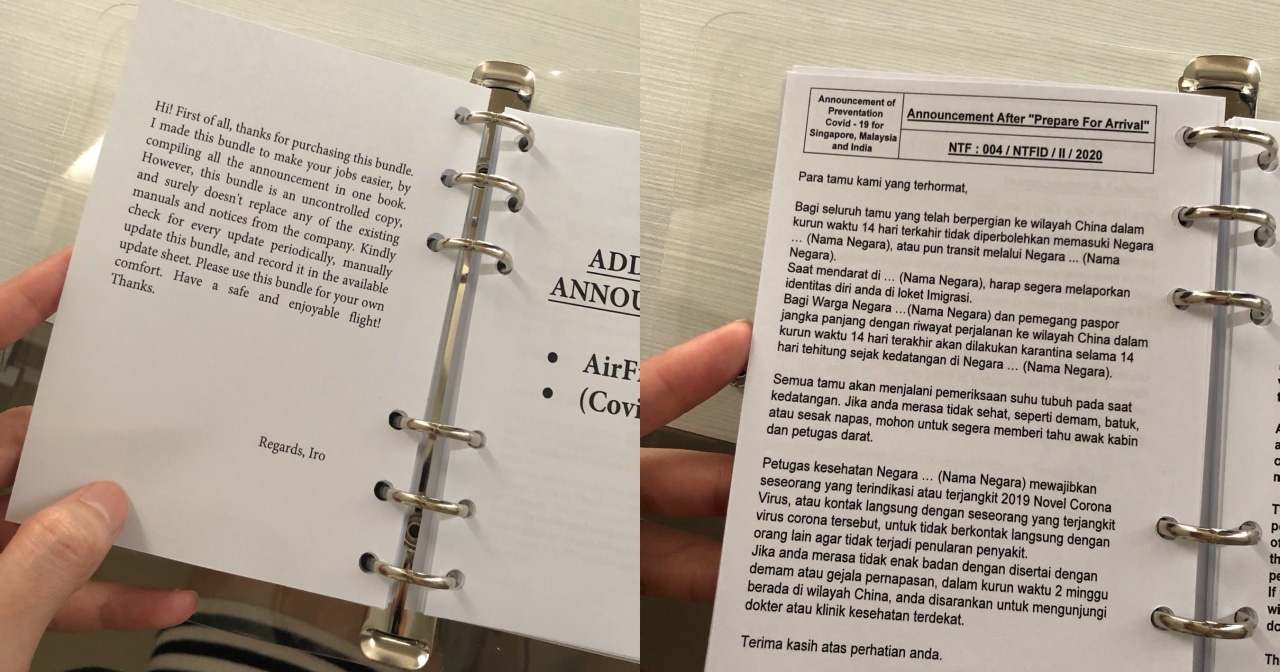 Hi! First of all, thanks for purchasing this bundle.
I made this bundle to make your jobs easier, by
compiling all the announcement in one book.
However, this bundle is an uncontrolled copy,
and surely doesn't replace any of the existing
manuals and notices from the company. Kindly
check for every update periodically, manually
update this bundle, and record it in the available
update sheet. Please use this bundle for your own
comfort. Have a safe and enjoyable flight!
Thanks.
Regards, Iro
ADD
ANNOU
• AirF
• (Covi
Announcement of
Preventation
Covid - 19 for
Singapore, Malaysia
and India
Announcement After "Prepare For Arrival"
NTF : 004 / NTFID / II / 2020
Para tamu kami yang terhormat,
Bagi seluruh tamu yang telah berpergian ke wilayah China dalam
kurun waktu 14 hari terkahir tidak diperbolehkan memasuki Negara
… (Nama Negara), atau pun transit melalui Negara … (Nama
Negara).
Saat mendarat di … (Nama Negara), harap segera melaporkan
identitas diri anda di loket Imigrasi.
Bagi Warga Negara …(Nama Negara) dan pemegang paspor
jangka panjang dengan riwayat perjalanan ke wilayah China dalam
kurun waktu 14 hari terakhir akan dilakukan karantina selama 14
hari tehitung sejak kedatangan di Negara … (Nama Negara).
Semua tamu akan menjalani pemeriksaan suhu tubuh pada saat
kedatangan. Jika anda merasa tidak sehat, seperti demam, batuk,
atau sesak napas, mohon untuk segera memberi tahu awak kabin
dan petugas darat.
Petugas kesehatan Negara … (Nama Negara) mewajibkan
seseorang yang terindikasi atau terjangkit 2019 Novel Corona
Virus, atau kontak langsung dengan seseorang yang terjangkit
virus corona tersebut, untuk tidak berkontak langsung dengan
orang lain agar tidak terjadi penularan penyakit.
Jika anda merasa tidak enak badan dengan disertai dengan
demam atau gejala pernapasan, dalam kurun waktu 2 minggu
berada di wilayah China, anda disarankan untuk mengunjungi
dokter atau klinik kesehatan terdekat.
Terima kasih atas perhatian anda.